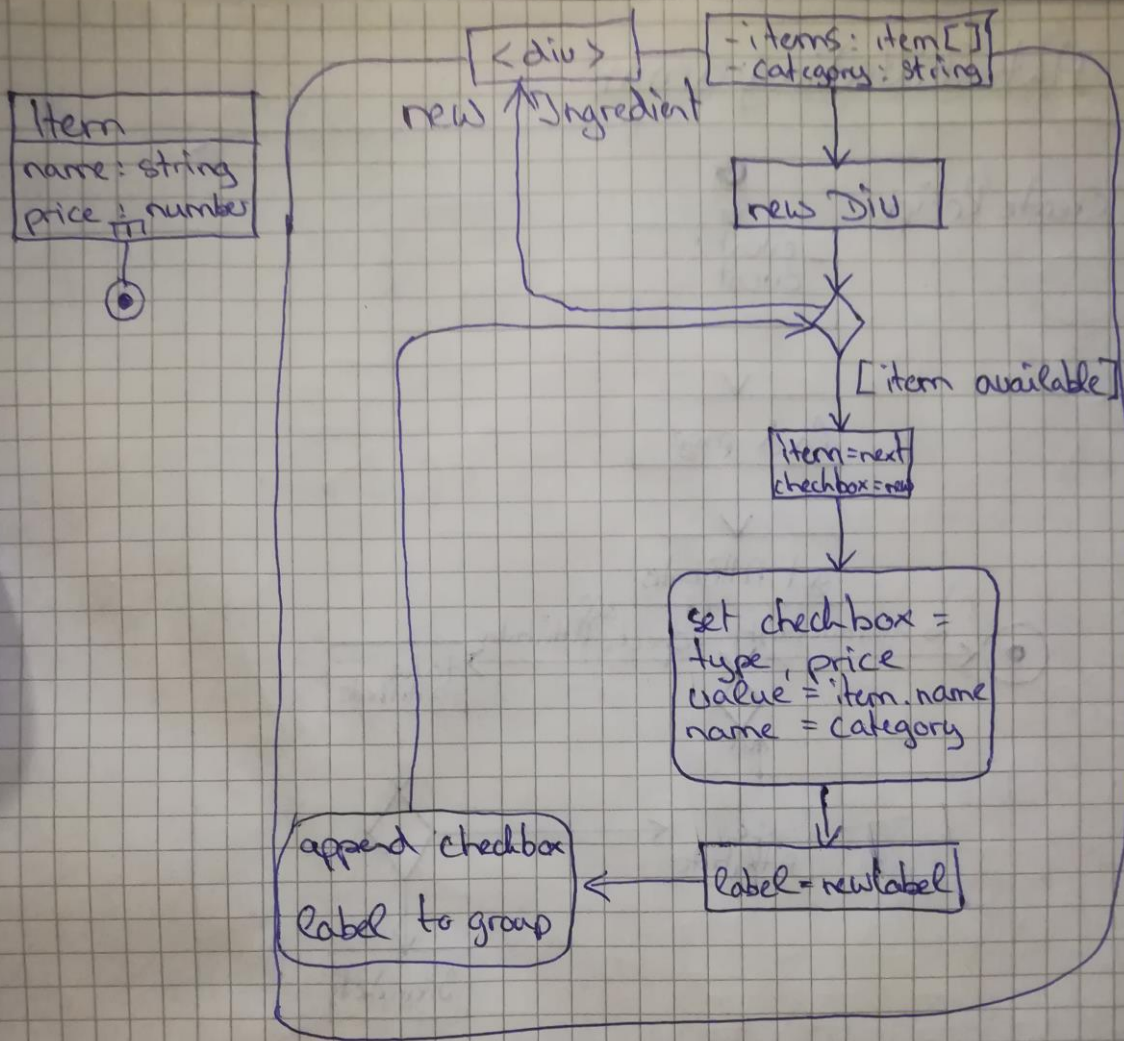 <div>
-items: item[]
-category: string
new Ingredient
Item
name: string
price: number
new Div
[item available]
item=next
checkbox=new
set checkbox =
type, price
value = item.name
name = category
label=newlabel
append checkbox
label to group